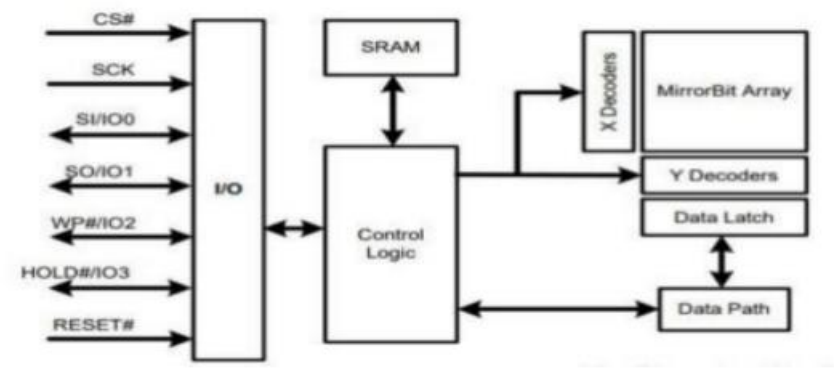 CS#
SCK
SI/IO0
SO/IO1
WP#/IO2
HOLD#/IO3
RESET#
I/O
SRAM
Control
Logic
X Decoders
MirrorBit Array
Y Decoders
Data Latch
Data Path